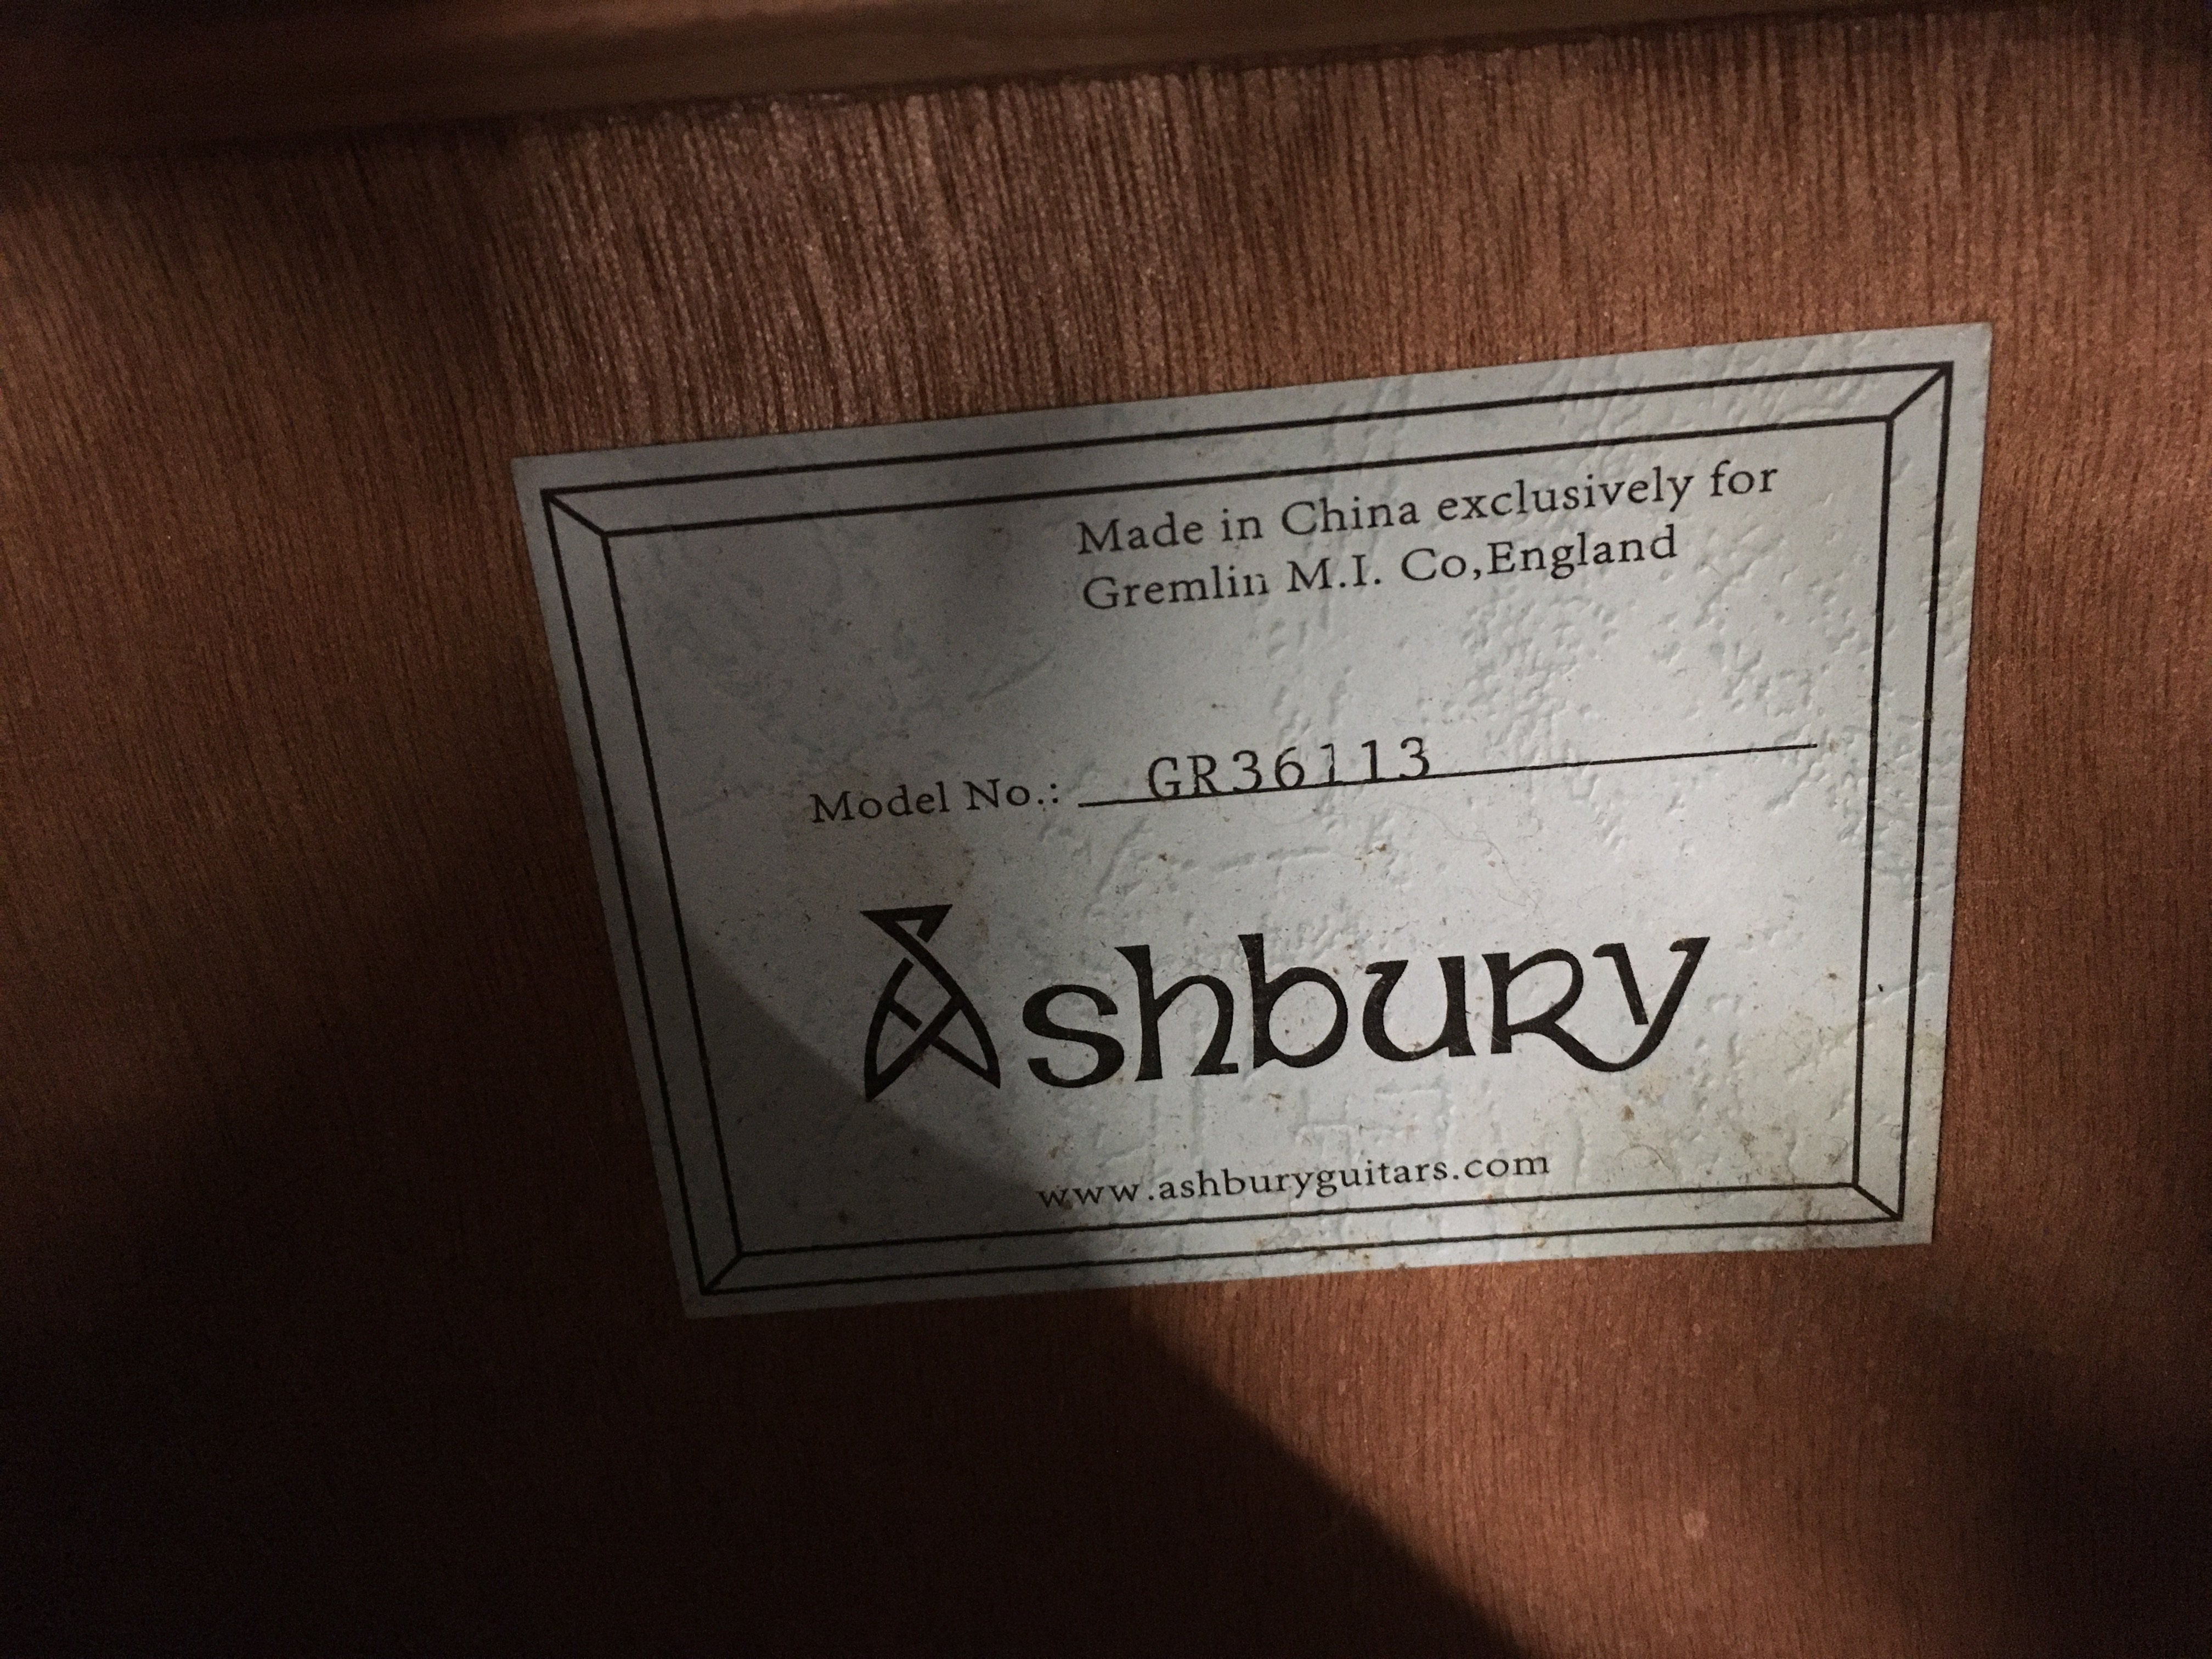 Made in China exclusively for
Gremlin M.I. Co,England
Model No.: GR36113
Ashbury
www.ashburyguitars.com